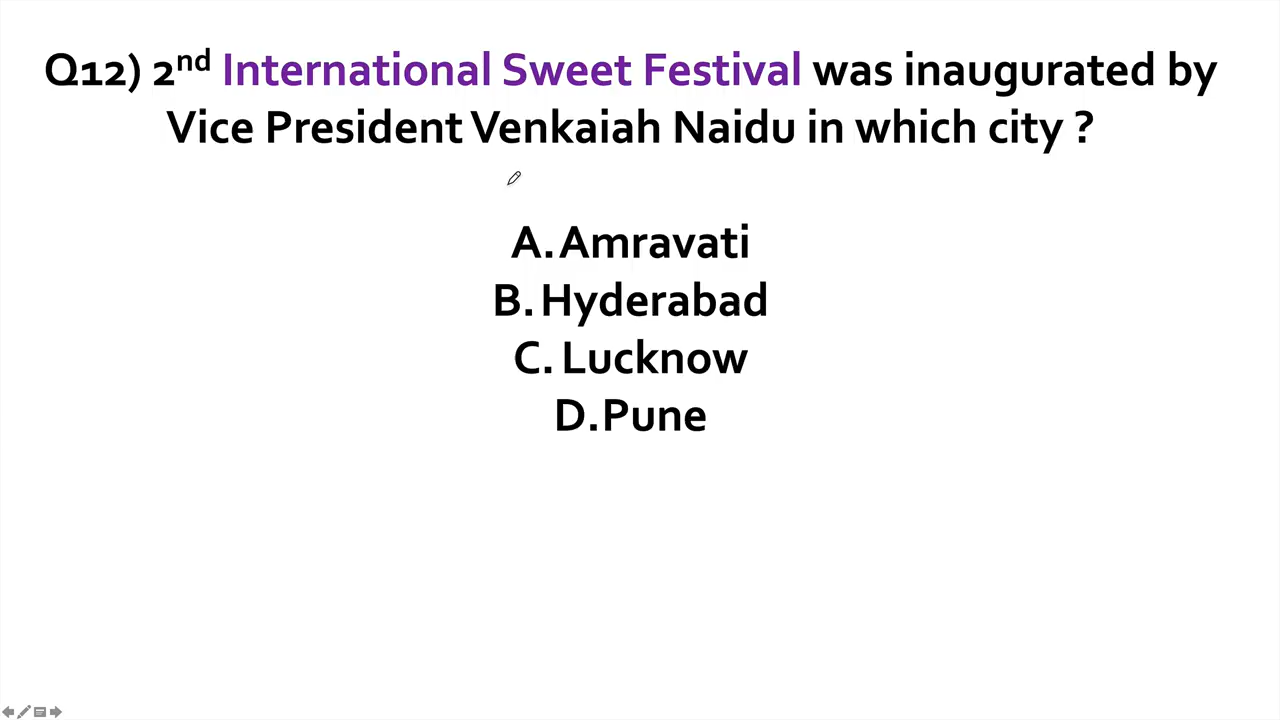 Q12) 2nd International Sweet Festival was inaugurated by
Vice President Venkaiah Naidu in which city ?
A. Amravati
B. Hyderabad
C. Lucknow
D. Pune